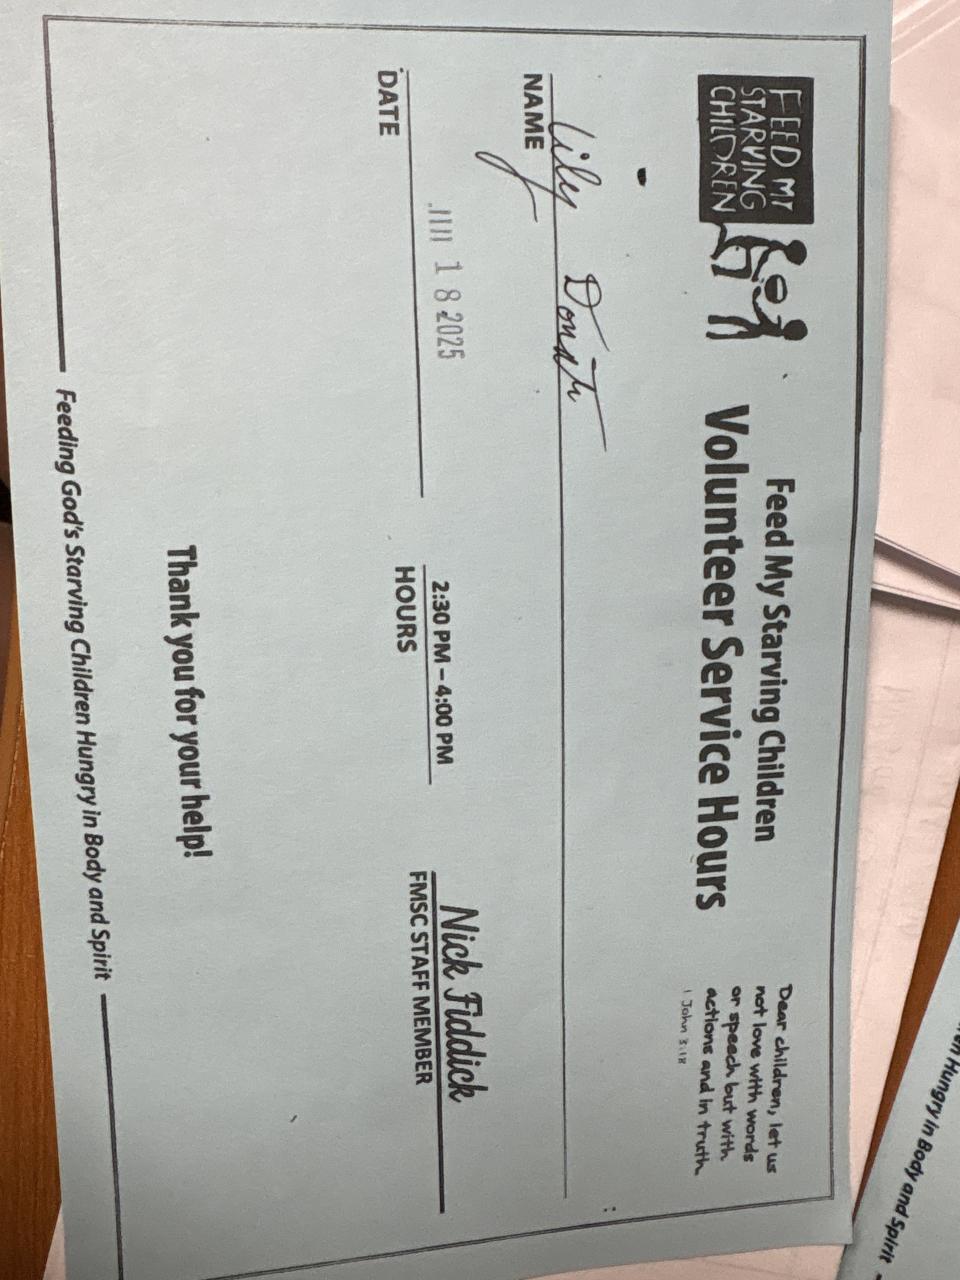 FEED MY
STARVING
CHILDREN
Feed My Starving Children
Volunteer Service Hours
Dear children, let us
not love with words
or speech but with
actions and in truth
1 John 3:18
Lily
NAME
18 2025
DATE
2:30 PM – 4:00 PM
HOURS
Nick Fiddick
FMSC STAFF MEMBER
Thank you for your help!
Feeding God's Starving Children Hungry in Body and Spirit
Hungry in Body and Spirit